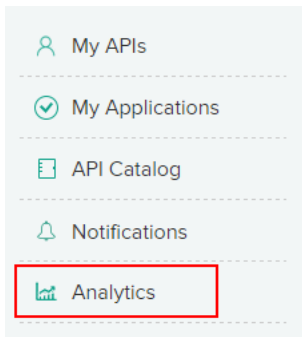 My APIs
My Applications
API Catalog
Notifications
Analytics